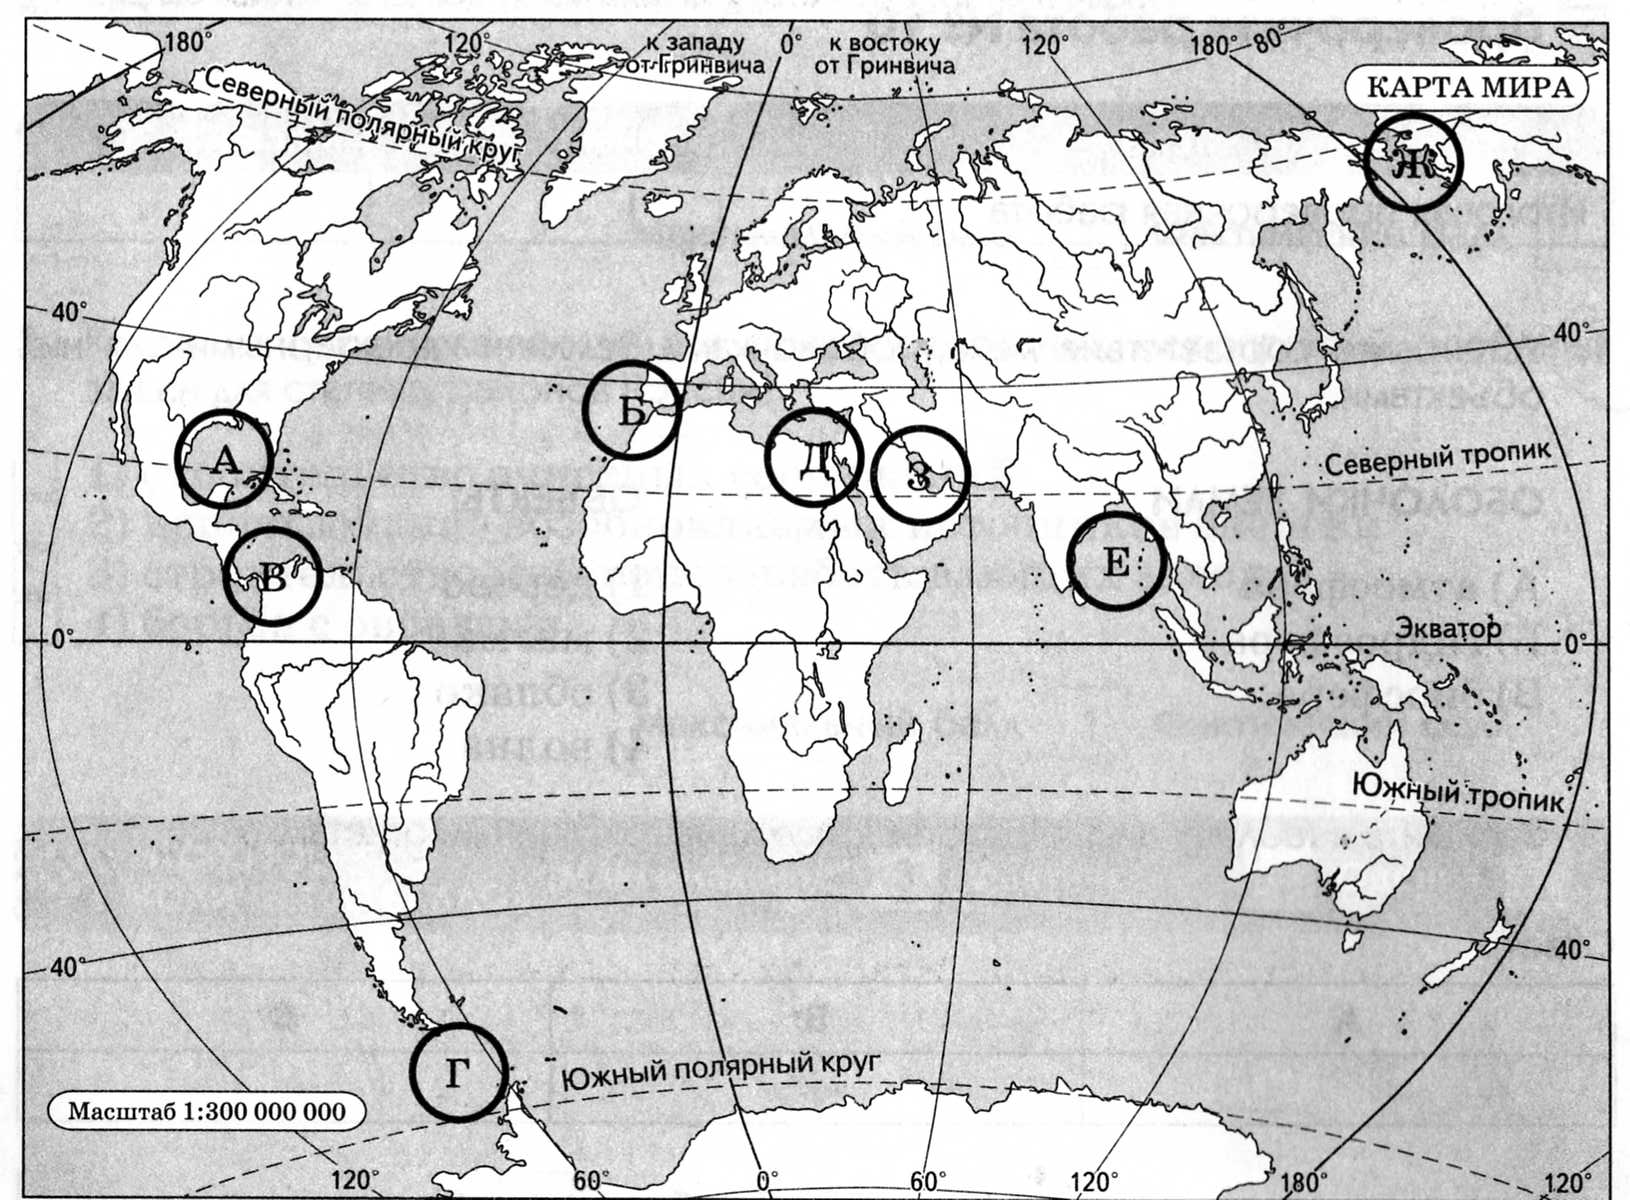 180°
120°
к западу
от Гринвича
0°
к востоку
от Гринвича
120°
180°
80°
КАРТА МИРА
Северный полярный круг
Ж
40°
40°
Б
А
Д
З
Северный тропик
В
Е
0°
Экватор
0°
Южный тропик
40°
40°
Г
Южный полярный круг
Масштаб 1:300 000 000
120°
60°
0°
60°
120°
180°
120°